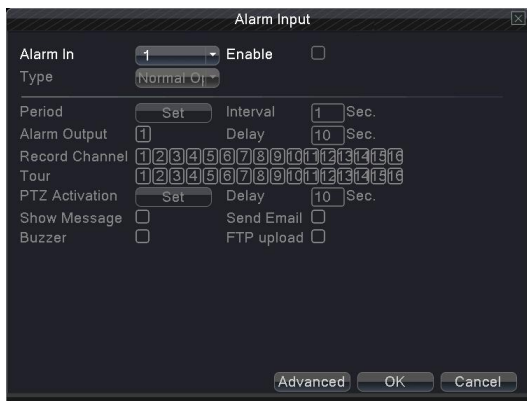 Alarm Input
Alarm In 1 Enable
Type Normal Op
Period Set Interval 1 Sec.
Alarm Output 1 Delay 10 Sec.
Record Channel 1 2 3 4 5 6 7 8 9 10 11 12 13 14 15 16
Tour 1 2 3 4 5 6 7 8 9 10 11 12 13 14 15 16
PTZ Activation Set Delay 10 Sec.
Show Message Send Email
Buzzer FTP upload
Advanced OK Cancel